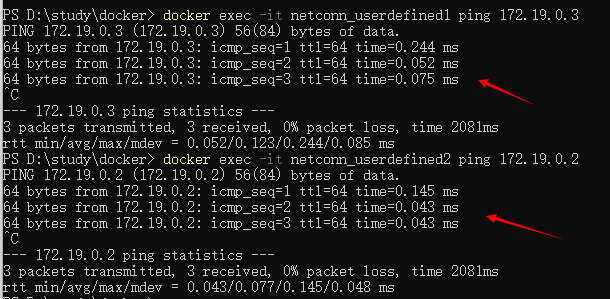 PS D:\study\docker> docker exec -it netconn_userdefined1 ping 172.19.0.3
PING 172.19.0.3 (172.19.0.3) 56(84) bytes of data.
64 bytes from 172.19.0.3: icmp_seq=1 ttl=64 time=0.244 ms
64 bytes from 172.19.0.3: icmp_seq=2 ttl=64 time=0.052 ms
64 bytes from 172.19.0.3: icmp_seq=3 ttl=64 time=0.075 ms
^C
--- 172.19.0.3 ping statistics ---
3 packets transmitted, 3 received, 0% packet loss, time 2081ms
rtt min/avg/max/mdev = 0.052/0.123/0.244/0.085 ms
PS D:\study\docker> docker exec -it netconn_userdefined2 ping 172.19.0.2
PING 172.19.0.2 (172.19.0.2) 56(84) bytes of data.
64 bytes from 172.19.0.2: icmp_seq=1 ttl=64 time=0.145 ms
64 bytes from 172.19.0.2: icmp_seq=2 ttl=64 time=0.043 ms
64 bytes from 172.19.0.2: icmp_seq=3 ttl=64 time=0.043 ms
^C
--- 172.19.0.2 ping statistics ---
3 packets transmitted, 3 received, 0% packet loss, time 2081ms
rtt min/avg/max/mdev = 0.043/0.077/0.145/0.048 ms